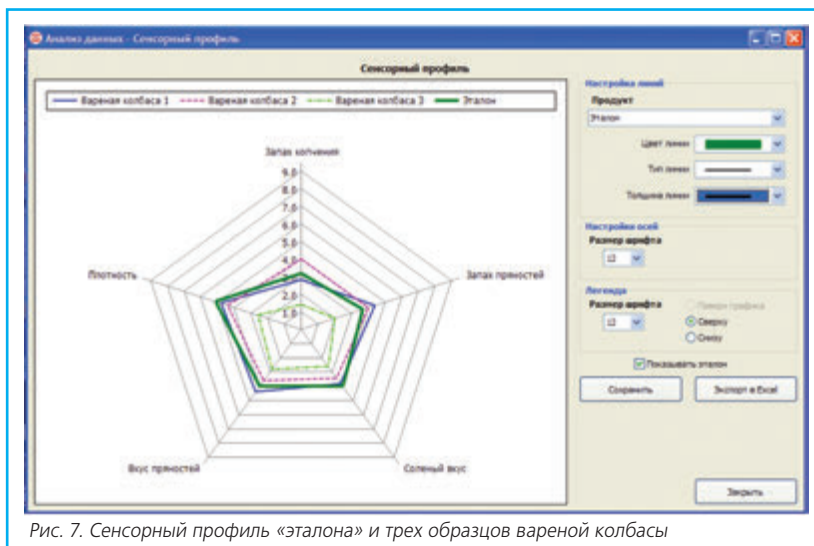 Анализ данных - Сенсорный профиль
Сенсорный профиль
Вареная колбаса 1 Вареная колбаса 2 Вареная колбаса 3 Эталон
Запах копчения
9.0
8.0
7.0
6.0
5.0
4.0
3.0
2.0
1.0
Плотность
Запах пряностей
Вкус пряностей
Соленый вкус
Настройка линий
Продукт
Эталон
Цвет линии
Тип линии
Толщина линии
Настройки осей
Размер шрифта
12
Легенда
Размер шрифта
12
Сверху
Снизу
Показывать эталон
Сохранить Экспорт в Excel
Закрыть
Рис. 7. Сенсорный профиль «эталона» и трех образцов вареной колбасы